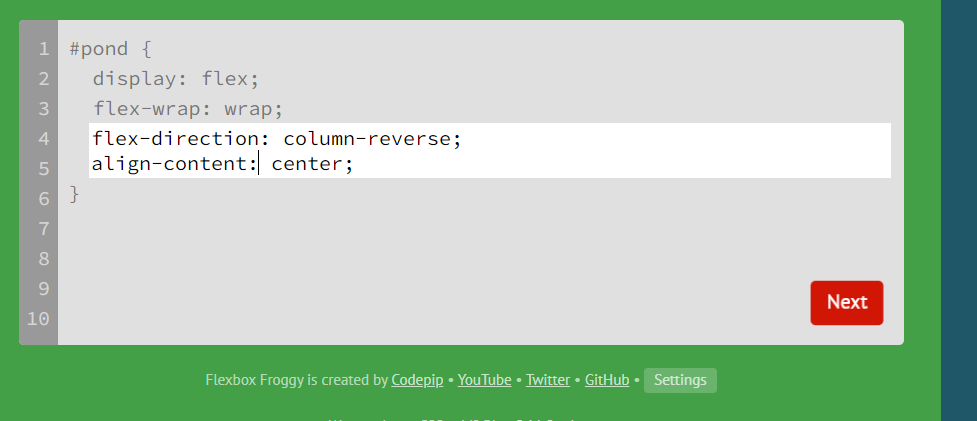 1 #pond {
2 display: flex;
3 flex-wrap: wrap;
4 flex-direction: column-reverse;
5 align-content: center;
6 }
7
8
9
10
Next
Flexbox Froggy is created by Codepip • YouTube • Twitter • GitHub • Settings